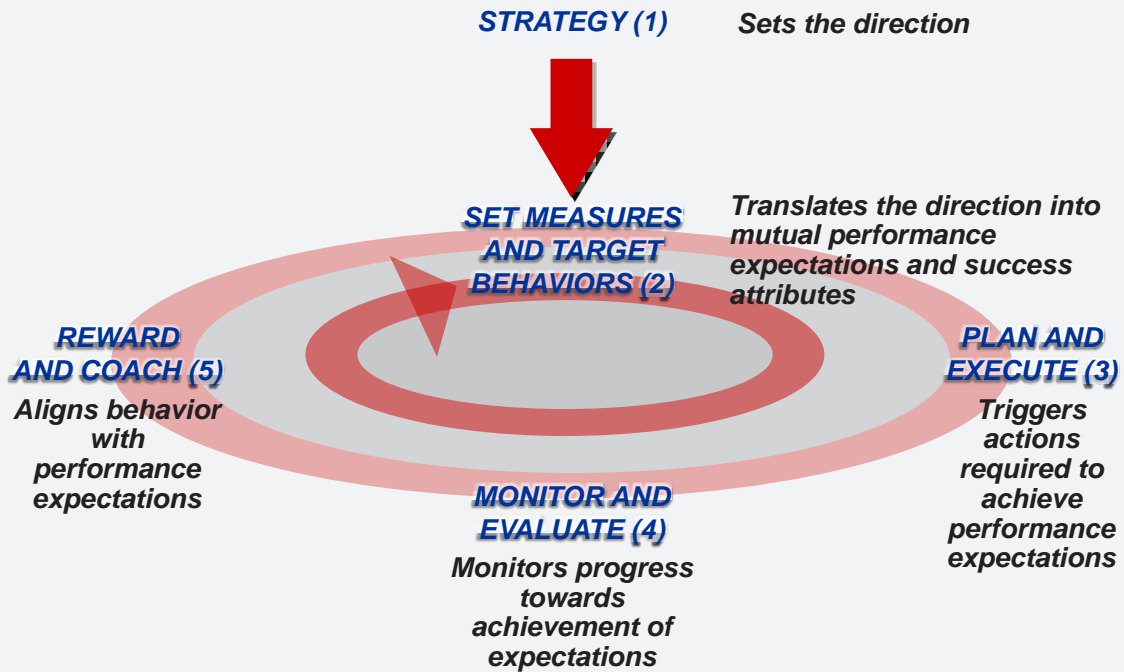 STRATEGY (1)
Sets the direction
SET MEASURES
AND TARGET
BEHAVIORS (2)
Translates the direction into
mutual performance
expectations and success
attributes
PLAN AND
EXECUTE (3)
Triggers
actions
required to
achieve
performance
expectations
MONITOR AND
EVALUATE (4)
Monitors progress
towards
achievement of
expectations
REWARD
AND COACH (5)
Aligns behavior
with
performance
expectations